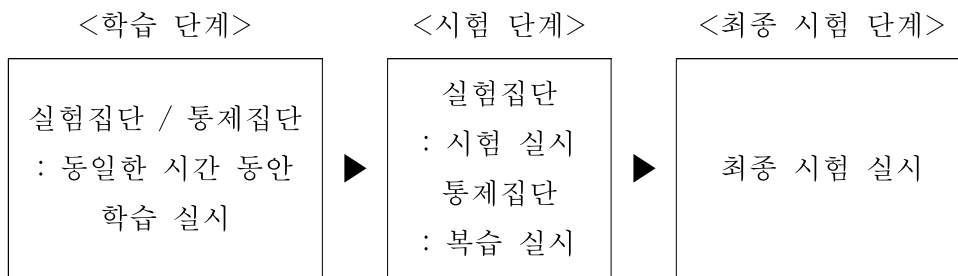 <학습 단계>
<시험 단계>
<최종 시험 단계>
실험집단 / 통제집단
: 동일한 시간 동안
학습 실시
▶
실험집단
: 시험 실시
통제집단
: 복습 실시
▶
최종 시험 실시